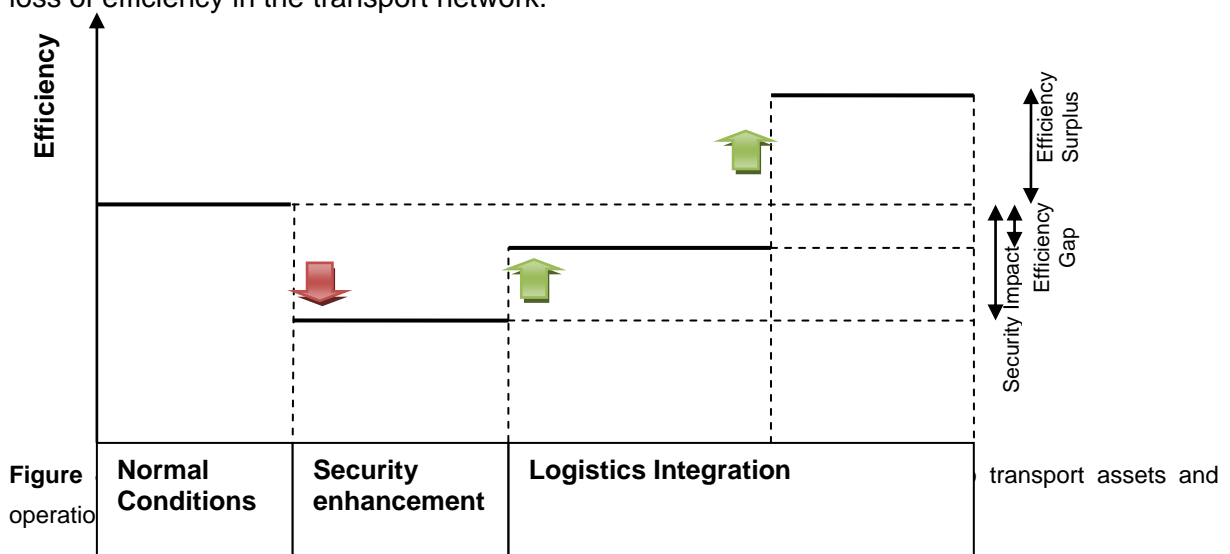 loss of efficiency in the transport network.
Efficiency
Efficiency
Surplus
Efficiency
Gap
Security Impact
Normal
Conditions
Security
enhancement
Logistics Integration
Figure
transport assets and
operatio